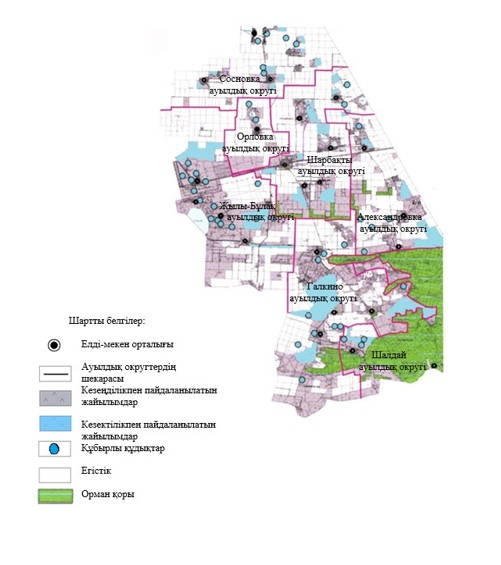 Сосновка
ауылдық округі
Орловка
ауылдық округі
Шарбақты
ауылдық округі
Жылы-Бұлақ
ауылдық округі
Александровка
ауылдық округі
Галкино
ауылдық округі
Шалдай
ауылдық округі
Шартты белгілер:
Елді-мекен орталығы
Ауылдық округтердің
шекарасы
Кезеңділікпен пайдаланылатын
жайылымдар
Кезектілікпен пайдаланылатын
жайылымдар
Құбырлы құдықтар
Егістік
Орман қоры